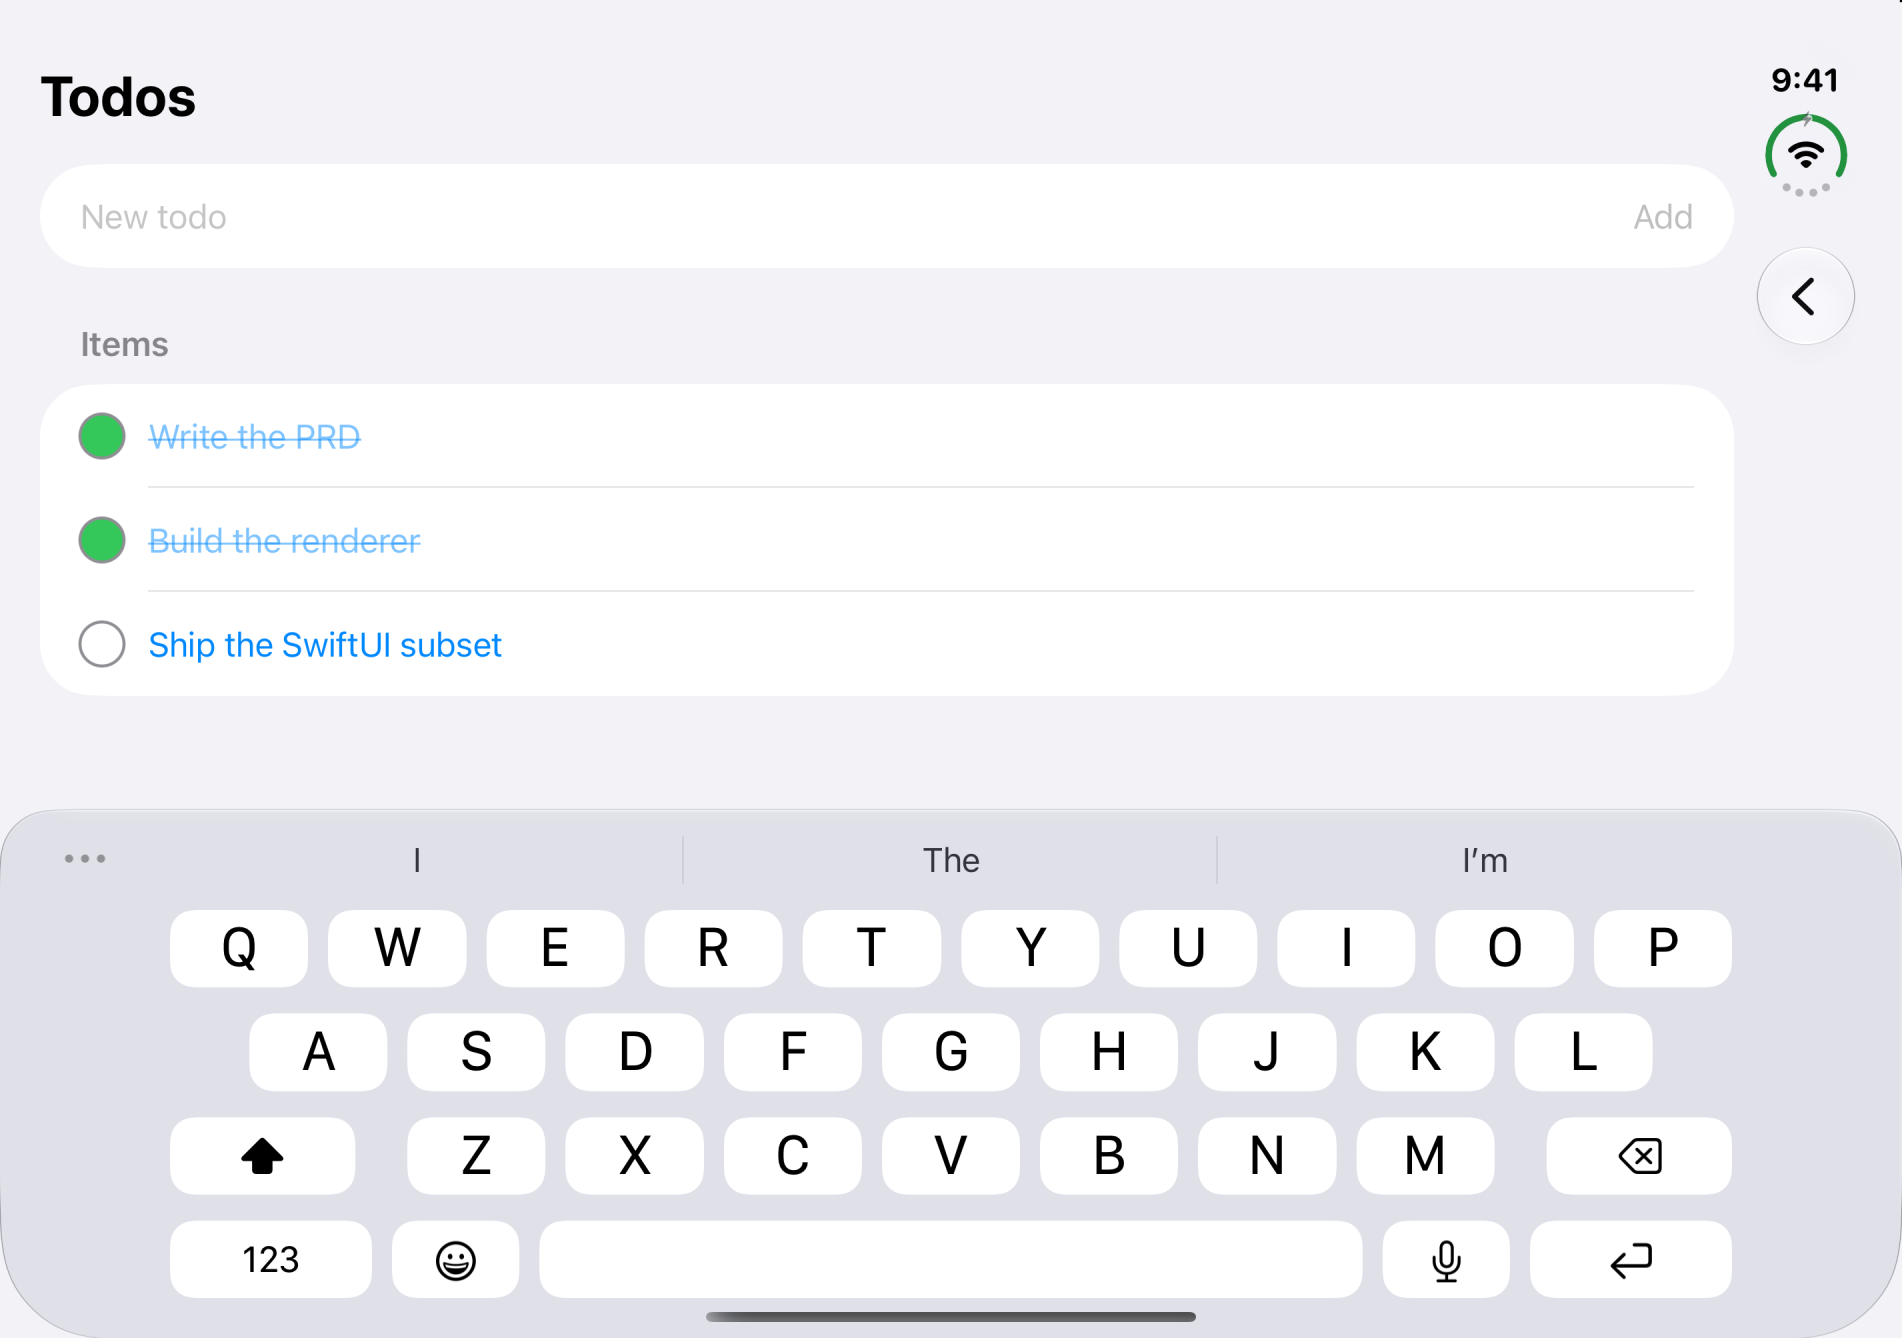 Todos
9:41
New todo Add
Items
Write the PRD
Build the renderer
Ship the SwiftUI subset
I The I’m
Q W E R T Y U I O P
A S D F G H J K L
Z X C V B N M
123